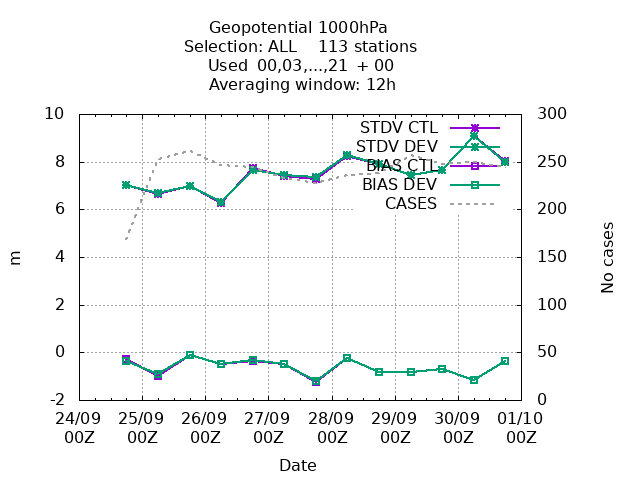 Geopotential 1000hPa
Selection: ALL    113 stations
Used  00,03,...,21  + 00
Averaging window: 12h
10
8
6
4
2
0
-2
m
300
250
200
150
100
50
0
No cases
STDV CTL
STDV DEV
BIAS CTL
BIAS DEV
CASES
24/09 25/09 26/09 27/09 28/09 29/09 30/09 01/10
00Z 00Z 00Z 00Z 00Z 00Z 00Z 00Z
Date